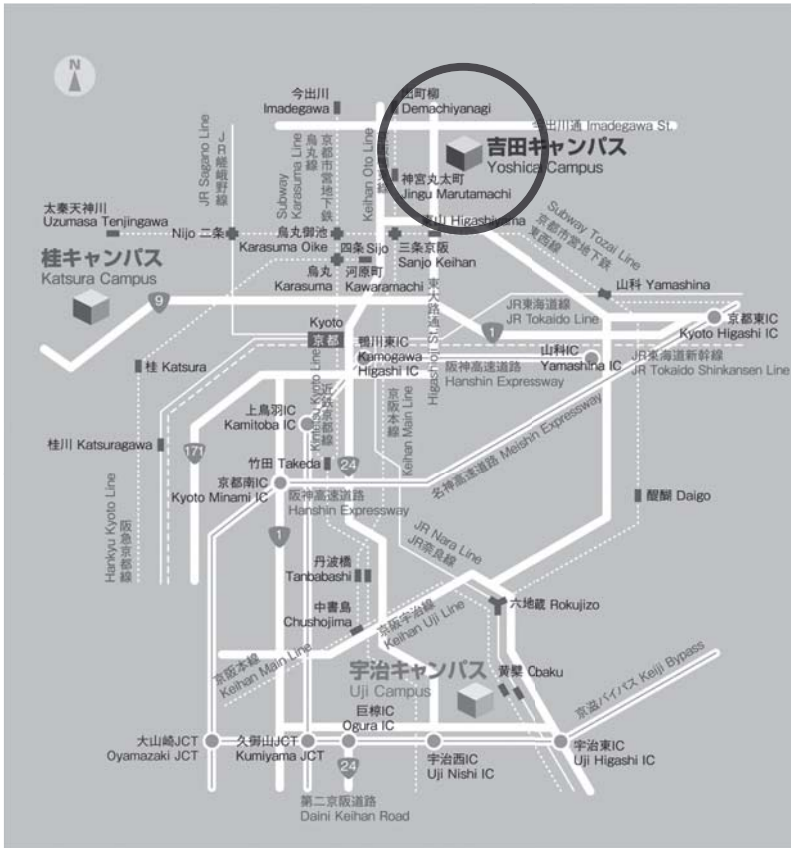 N
今出川
Imadegawa
出町柳
Demachiyanagi
今出川通 Imadegawa St.
吉田キャンパス
Yoshida Campus
JR Sagano Line
JR嵯峨野線
Subway
Karasuma Line
京都市営地下鉄
烏丸線
Keihan Oto Line
神宮丸太町
Jingu Marutamachi
太秦天神川
Uzumasa Tenjingawa
Nijo 二条
烏丸御池
Karasuma Oike
四条 Sijo
烏丸
Karasuma
河原町
Kawaramachi
三条京阪
Sanjo Keihan
東山 Higashiyama
Subway Tozai Line
京都市営地下鉄
東西線
桂キャンパス
Katsura Campus
9
東大路通
Higashioji St.
1
山科 Yamashina
JR東海道線
JR Tokaido Line
京都東IC
Kyoto Higashi IC
Kyoto
京都
鴨川東IC
Kamogawa
Higashi IC
阪神高速道路
Hanshin Expressway
山科IC
Yamashina IC
JR東海道新幹線
JR Tokaido Shinkansen Line
桂 Katsura
上鳥羽IC
Kamitoba IC
Kintetsu Kyoto Line
近鉄京都線
京阪本線
Keihan Main Line
桂川 Katsuragawa
171
竹田 Takeda
24
京都南IC
Kyoto Minami IC
阪神高速道路
Hanshin Expressway
名神高速道路 Meishin Expressway
醍醐 Daigo
Hankyu Kyoto Line
阪急京都線
1
JR Nara Line
JR奈良線
丹波橋
Tanbabashi
中書島
Chushojima
京阪宇治線
Keihan Uji Line
六地蔵 Rokujizo
京阪本線
Keihan Main Line
宇治キャンパス
Uji Campus
黄檗 Obaku
京滋バイパス Keiji Bypass
巨椋IC
Ogura IC
大山崎JCT
Oyamazaki JCT
久御山JCT
Kumiyama JCT
24
宇治西IC
Uji Nishi IC
宇治東IC
Uji Higashi IC
第二京阪道路
Daini Keihan Road